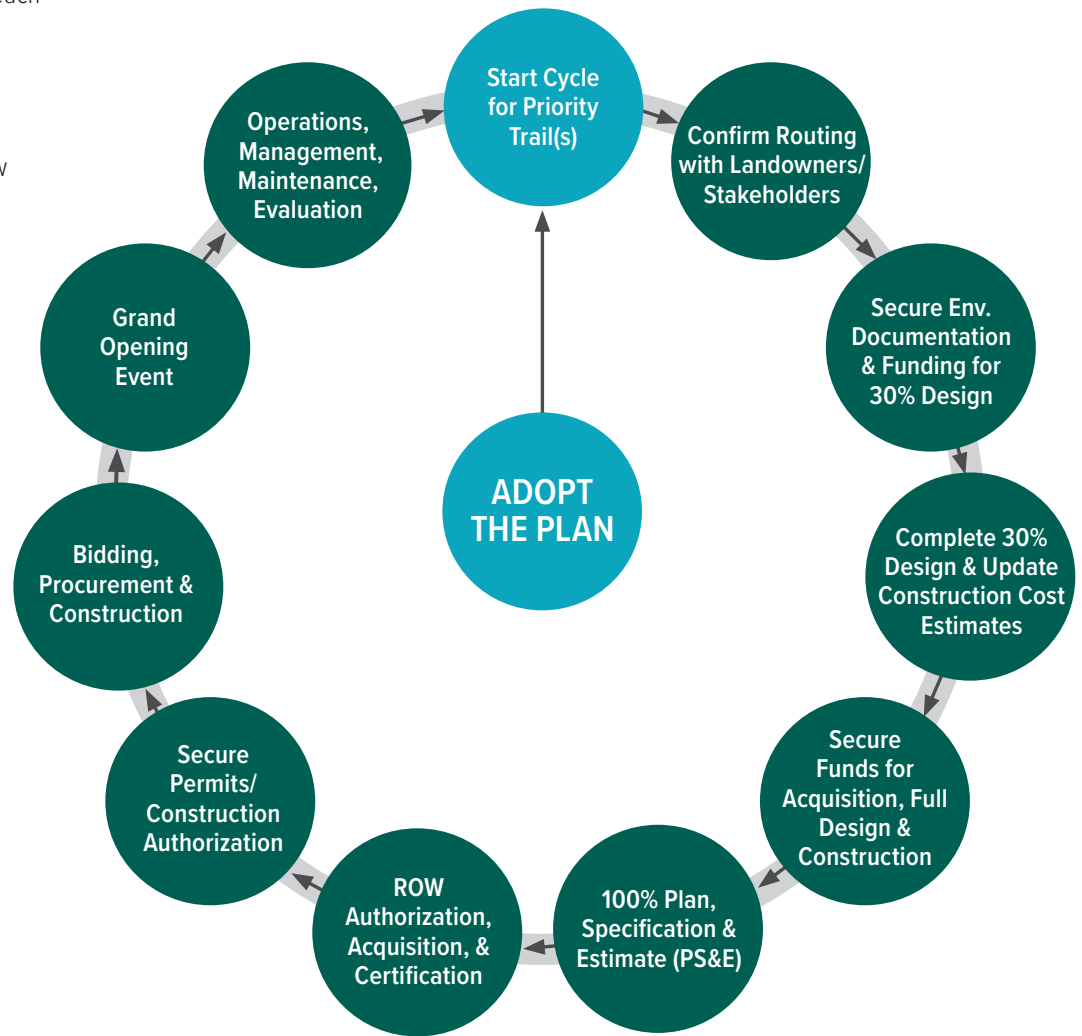 Start Cycle
for Priority
Trail(s)
Confirm Routing
with Landowners/
Stakeholders
Secure Env.
Documentation
& Funding for
30% Design
Complete 30%
Design & Update
Construction Cost
Estimates
Secure
Funds for
Acquisition, Full
Design &
Construction
100% Plan,
Specification &
Estimate (PS&E)
ROW
Authorization,
Acquisition, &
Certification
Secure
Permits/
Construction
Authorization
Bidding,
Procurement &
Construction
Grand
Opening
Event
Operations,
Management,
Maintenance,
Evaluation
ADOPT
THE PLAN